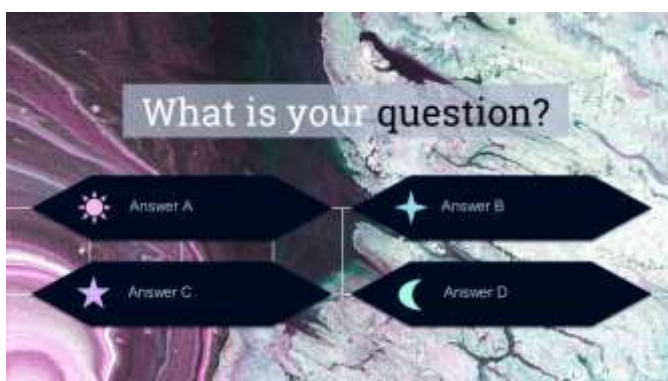 What is your question?
Answer A
Answer B
Answer C
Answer D